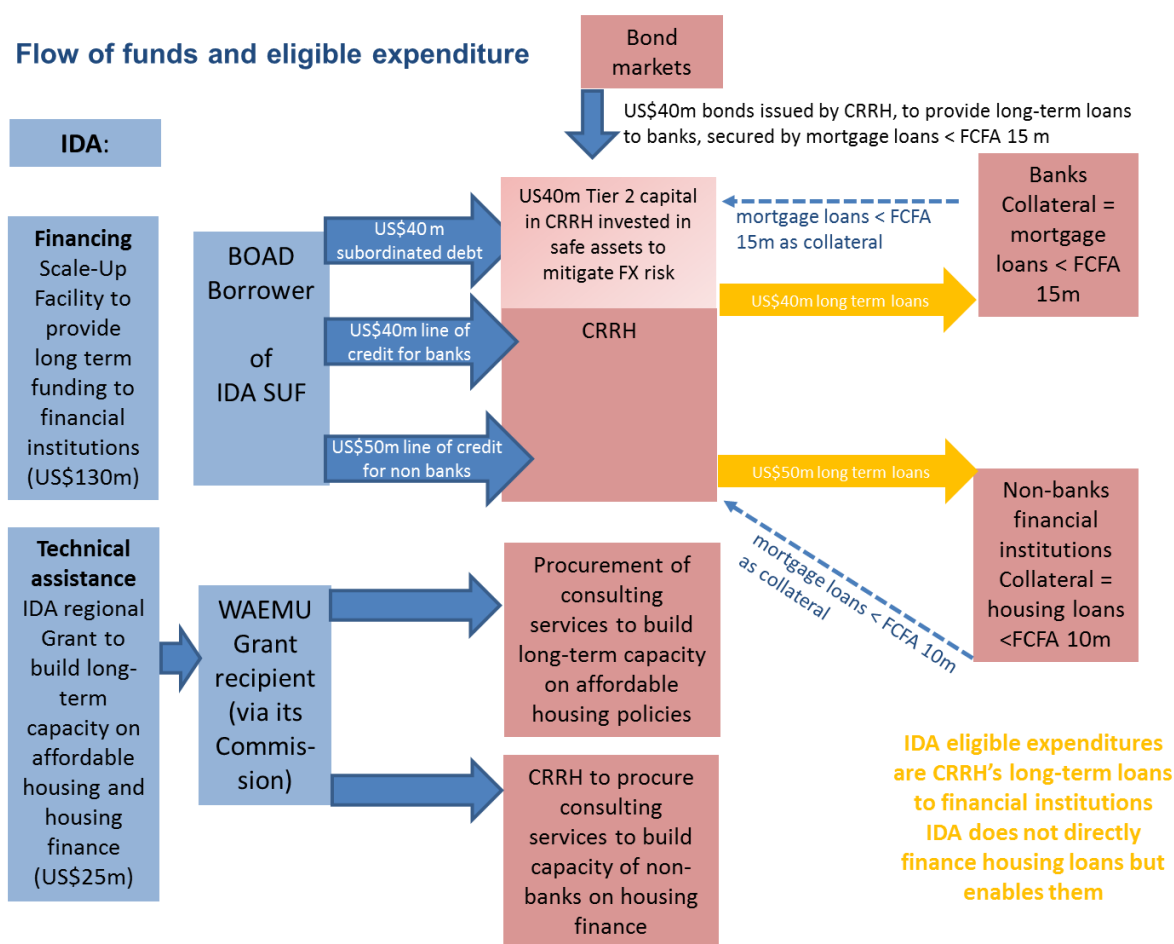 Flow of funds and eligible expenditure
Bond
markets
US$40m bonds issued by CRRH, to provide long-term loans
to banks, secured by mortgage loans < FCFA 15 m
IDA:
Financing
Scale-Up
Facility to
provide
long term
funding to
financial
institutions
(US$130m)
BOAD
Borrower
of
IDA SUF
US$40 m
subordinated debt
US$40m line of
credit for banks
US$50m line of credit
for non banks
US40m Tier 2 capital
in CRRH invested in
safe assets to
mitigate FX risk
CRRH
mortgage loans < FCFA
15m as collateral
US$40m long term loans
Banks
Collateral =
mortgage
loans < FCFA
15m
US$50m long term loans
mortgage loans < FCFA 10m
as collateral
Non-banks
financial
institutions
Collateral =
housing loans
<FCFA 10m
Technical
assistance
IDA regional
Grant to
build long-
term
capacity on
affordable
housing and
housing
finance
(US$25m)
WAEMU
Grant
recipient
(via its
Commis-
sion)
Procurement of
consulting
services to build
long-term capacity
on affordable
housing policies
CRRH to procure
consulting
services to build
capacity of non-
banks on housing
finance
IDA eligible expenditures
are CRRH's long-term loans
to financial institutions
IDA does not directly
finance housing loans but
enables them